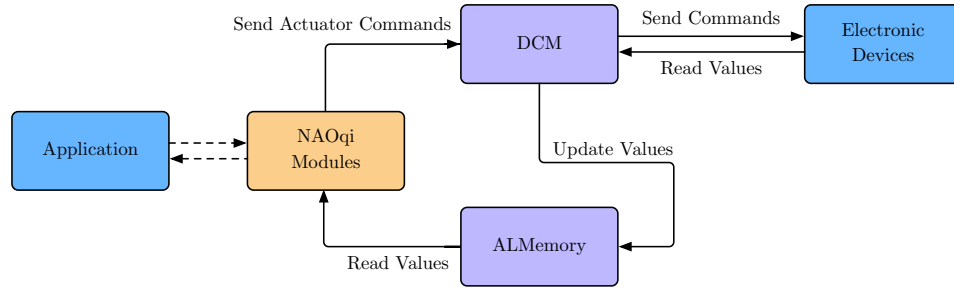 Send Actuator Commands
DCM
Send Commands
Read Values
Electronic
Devices
Application
NAOqi
Modules
Update Values
ALMemory
Read Values